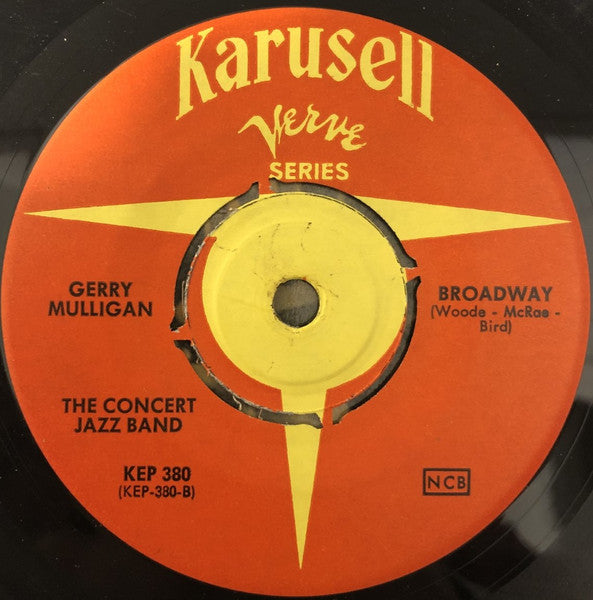 Karusell
Verve
SERIES
GERRY
MULLIGAN
BROADWAY
(Woode - McRae -
Bird)
THE CONCERT
JAZZ BAND
KEP 380
(KEP-380-B)
NCB